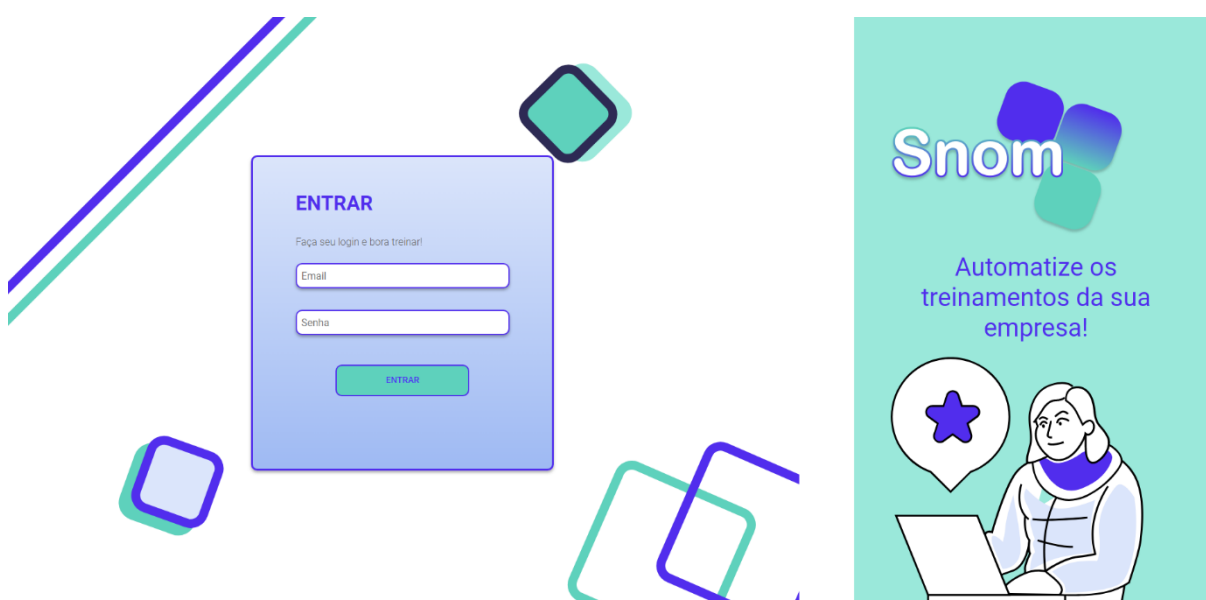 ENTRAR
Faça seu login e bora treinar!
Email
Senha
ENTRAR
Snom
Automatize os
treinamentos da sua
empresa!